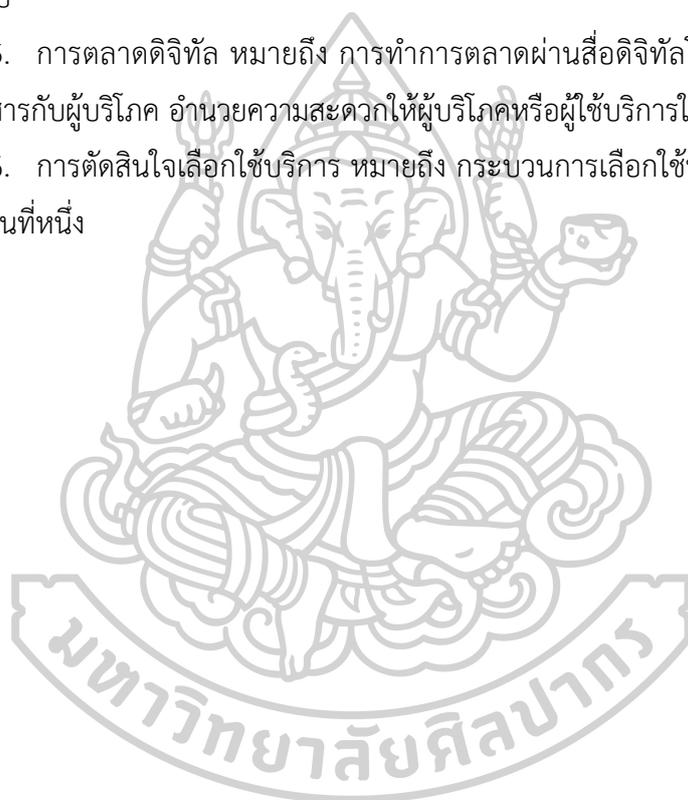 5. การตลาดดิจิทัล หมายถึง การทำการตลาดผ่านสื่อดิจิทัล
สารกับผู้บริโภค อำนวยความสะดวกให้ผู้บริโภคหรือผู้ใช้บริการ
6. การตัดสินใจเลือกใช้บริการ หมายถึง กระบวนการเลือกใช้
นที่หนึ่ง
มหาวิทยาลัยศิลปากร